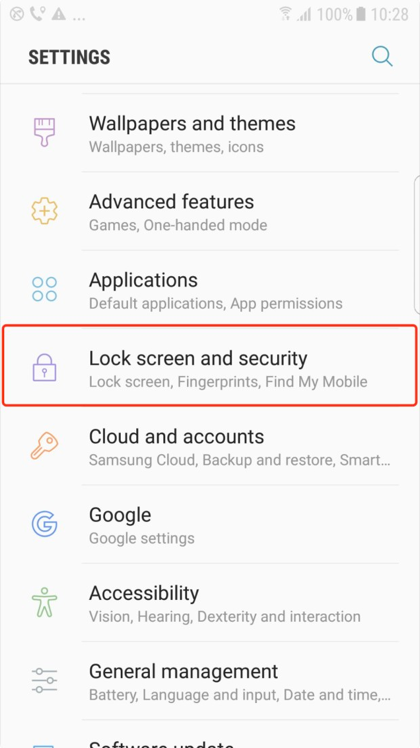 ... 100% 10:28
SETTINGS
Wallpapers and themes
Wallpapers, themes, icons
Advanced features
Games, One-handed mode
Applications
Default applications, App permissions
Lock screen and security
Lock screen, Fingerprints, Find My Mobile
Cloud and accounts
Samsung Cloud, Backup and restore, Smart...
Google
Google settings
Accessibility
Vision, Hearing, Dexterity and interaction
General management
Battery, Language and input, Date and time,...
Software update